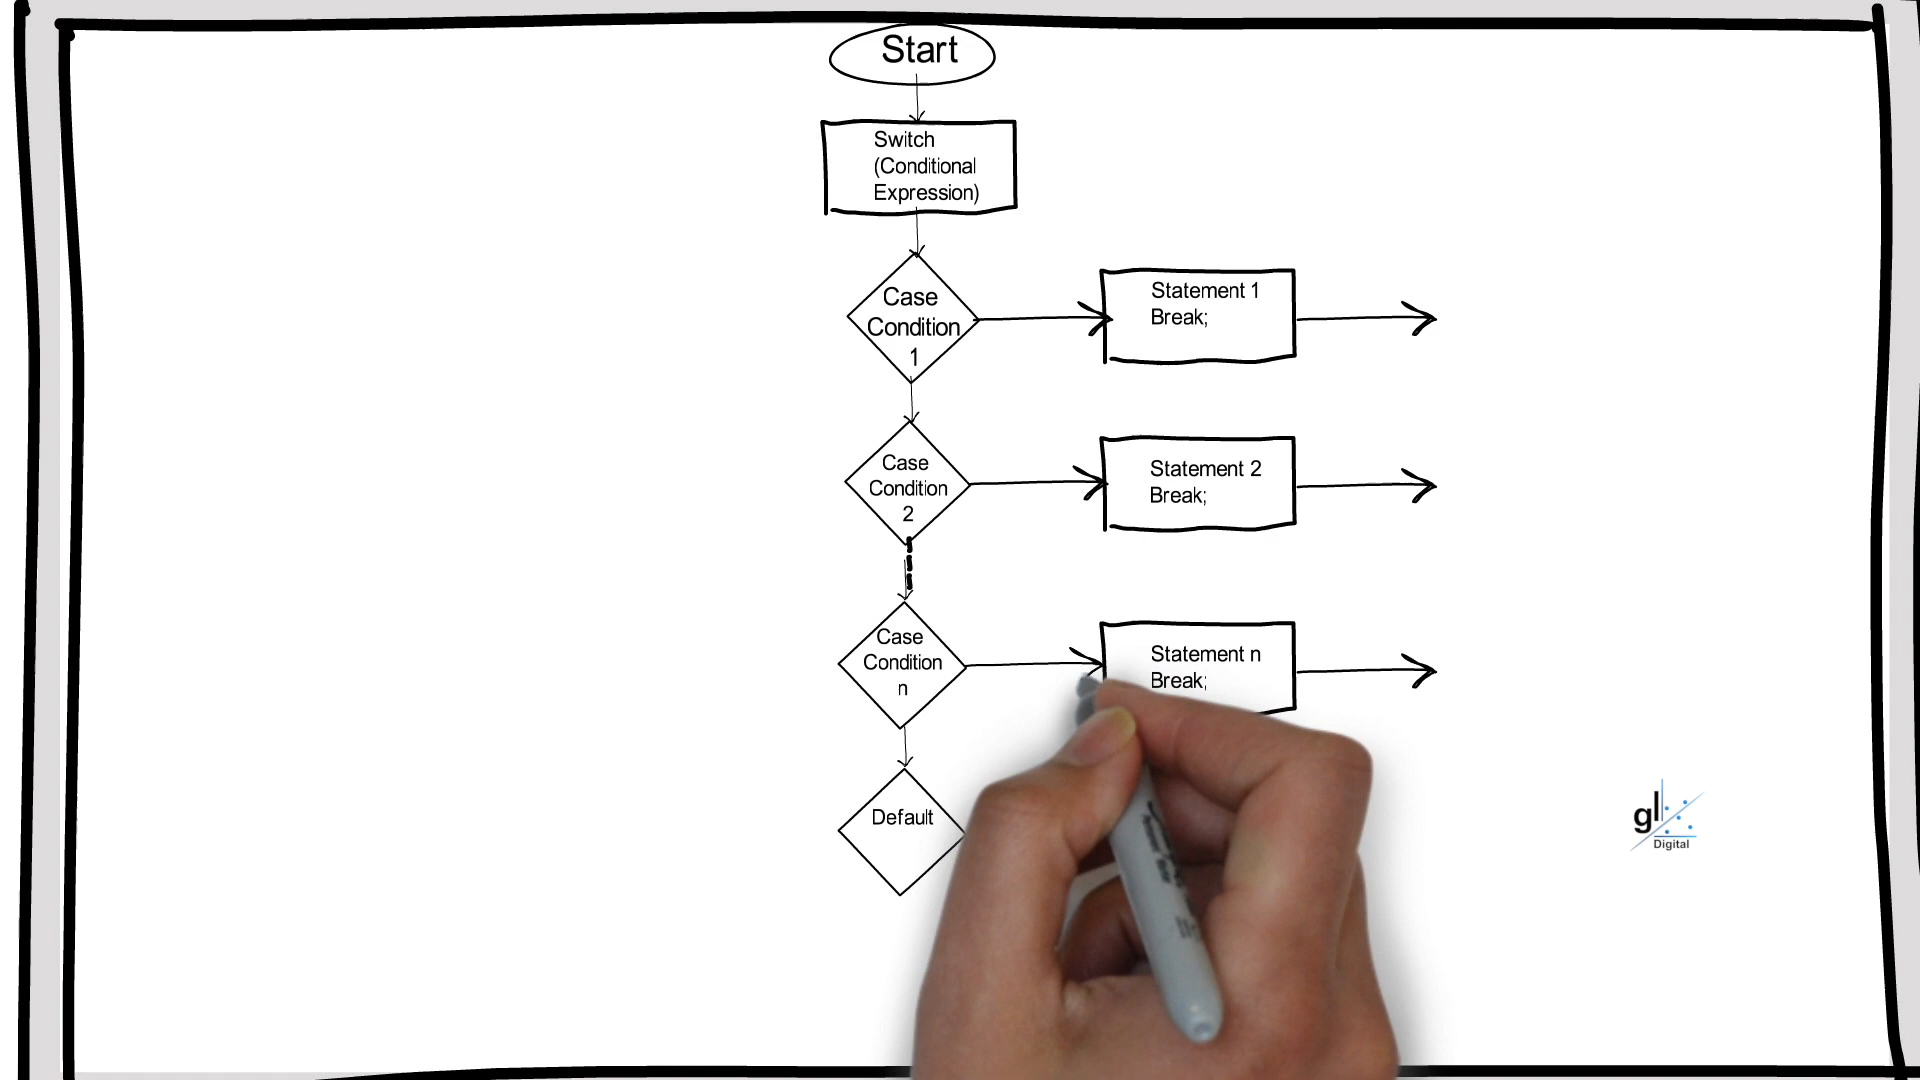 Start
Switch
(Conditional
Expression)
Case
Condition
1
Statement 1
Break;
Case
Condition
2
Statement 2
Break;
Case
Condition
n
Statement n
Break;
Default
gl
Digital